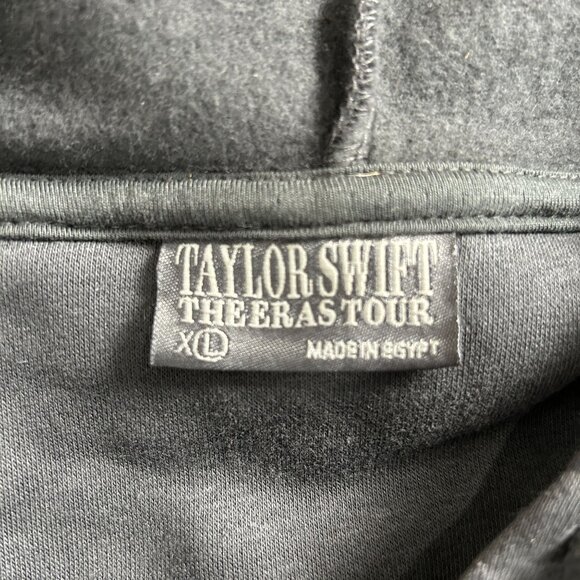 TAYLOR SWIFT
THE ERAS TOUR
XL MADE IN EGYPT